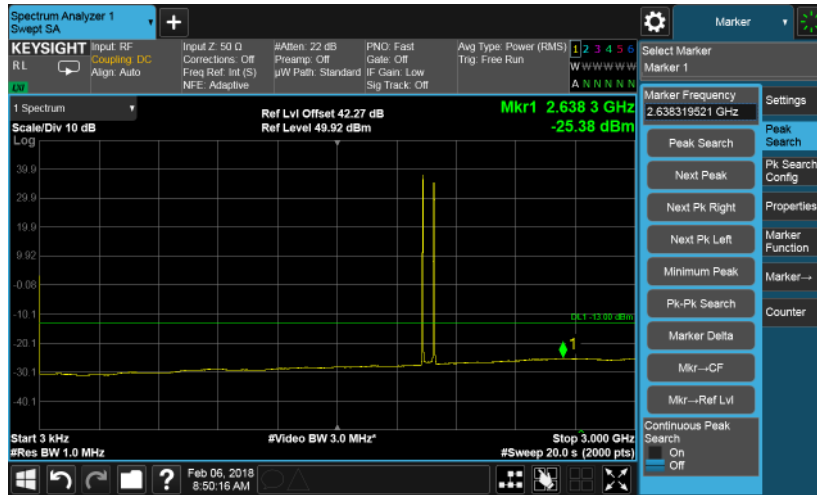 Spectrum Analyzer 1
Swept SA
Marker
KEYSIGHT
RL
LXI
Input: RF
Coupling: DC
Align: Auto
Input Z: 50 Ω
Corrections: Off
Freq Ref: Int (S)
NFE: Adaptive
#Atten: 22 dB
Preamp: Off
µW Path: Standard
PNO: Fast
Gate: Off
IF Gain: Low
Sig Track: Off
Avg Type: Power (RMS)
Trig: Free Run
1 2 3 4 5 6
W W W W W W
A N N N N N
Select Marker
Marker 1
1 Spectrum
Scale/Div 10 dB
Log
Ref Lvl Offset 42.27 dB
Ref Level 49.92 dBm
Mkr1 2.638 3 GHz
-25.38 dBm
39.9
29.9
19.9
9.92
-0.08
-10.1
-20.1
-30.1
-40.1
DL1 -13.00 dBm
1
Start 3 kHz
#Res BW 1.0 MHz
#Video BW 3.0 MHz*
Stop 3.000 GHz
#Sweep 20.0 s (2000 pts)
Marker Frequency
2.638319521 GHz
Peak Search
Next Peak
Next Pk Right
Next Pk Left
Minimum Peak
Pk-Pk Search
Marker Delta
Mkr→CF
Mkr→Ref Lvl
Continuous Peak
Search
On
Off
Settings
Peak
Search
Pk Search
Config
Properties
Marker
Function
Marker→
Counter
?
Feb 06, 2018
8:50:16 AM